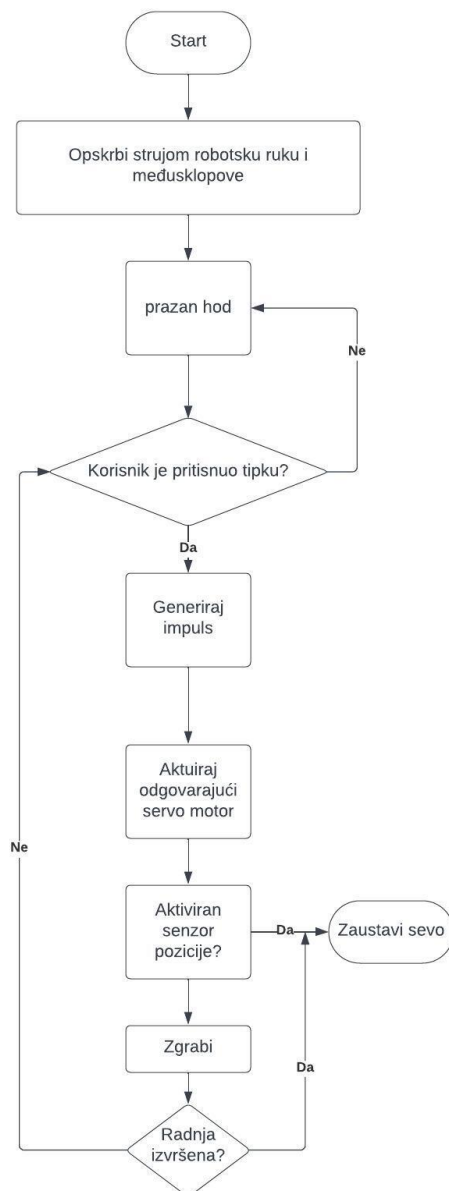 Start
Opskrbi strujom robotsku ruku i
međusklopove
prazan hod
Ne
Korisnik je pritisnuo tipku?
Da
Generiraj
impuls
Aktuiraj
odgovarajući
servo motor
Ne
Aktiviran
senzor
pozicije?
Da
Zaustavi sevo
Zgrabi
Da
Radnja
izvršena?